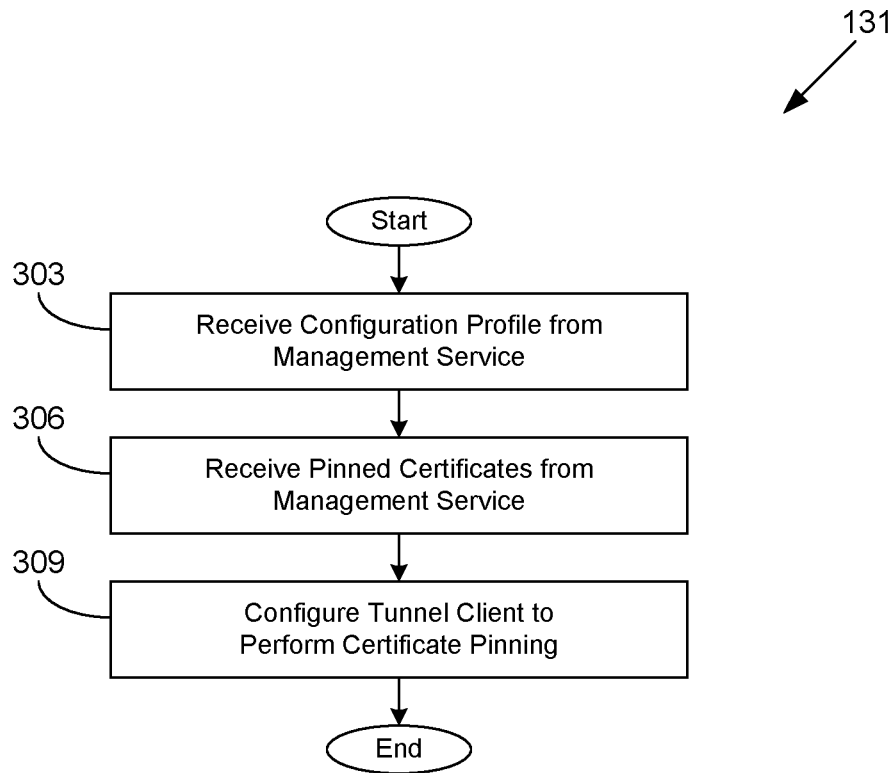 131
Start
303
Receive Configuration Profile from
Management Service
306
Receive Pinned Certificates from
Management Service
309
Configure Tunnel Client to
Perform Certificate Pinning
End